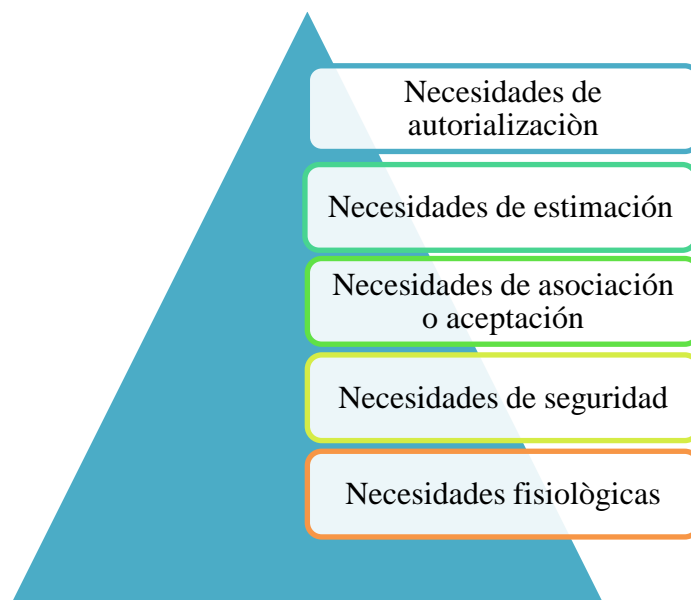 Necesidades de
autorializaciòn
Necesidades de estimación
Necesidades de asociación
o aceptación
Necesidades de seguridad
Necesidades fisiològicas